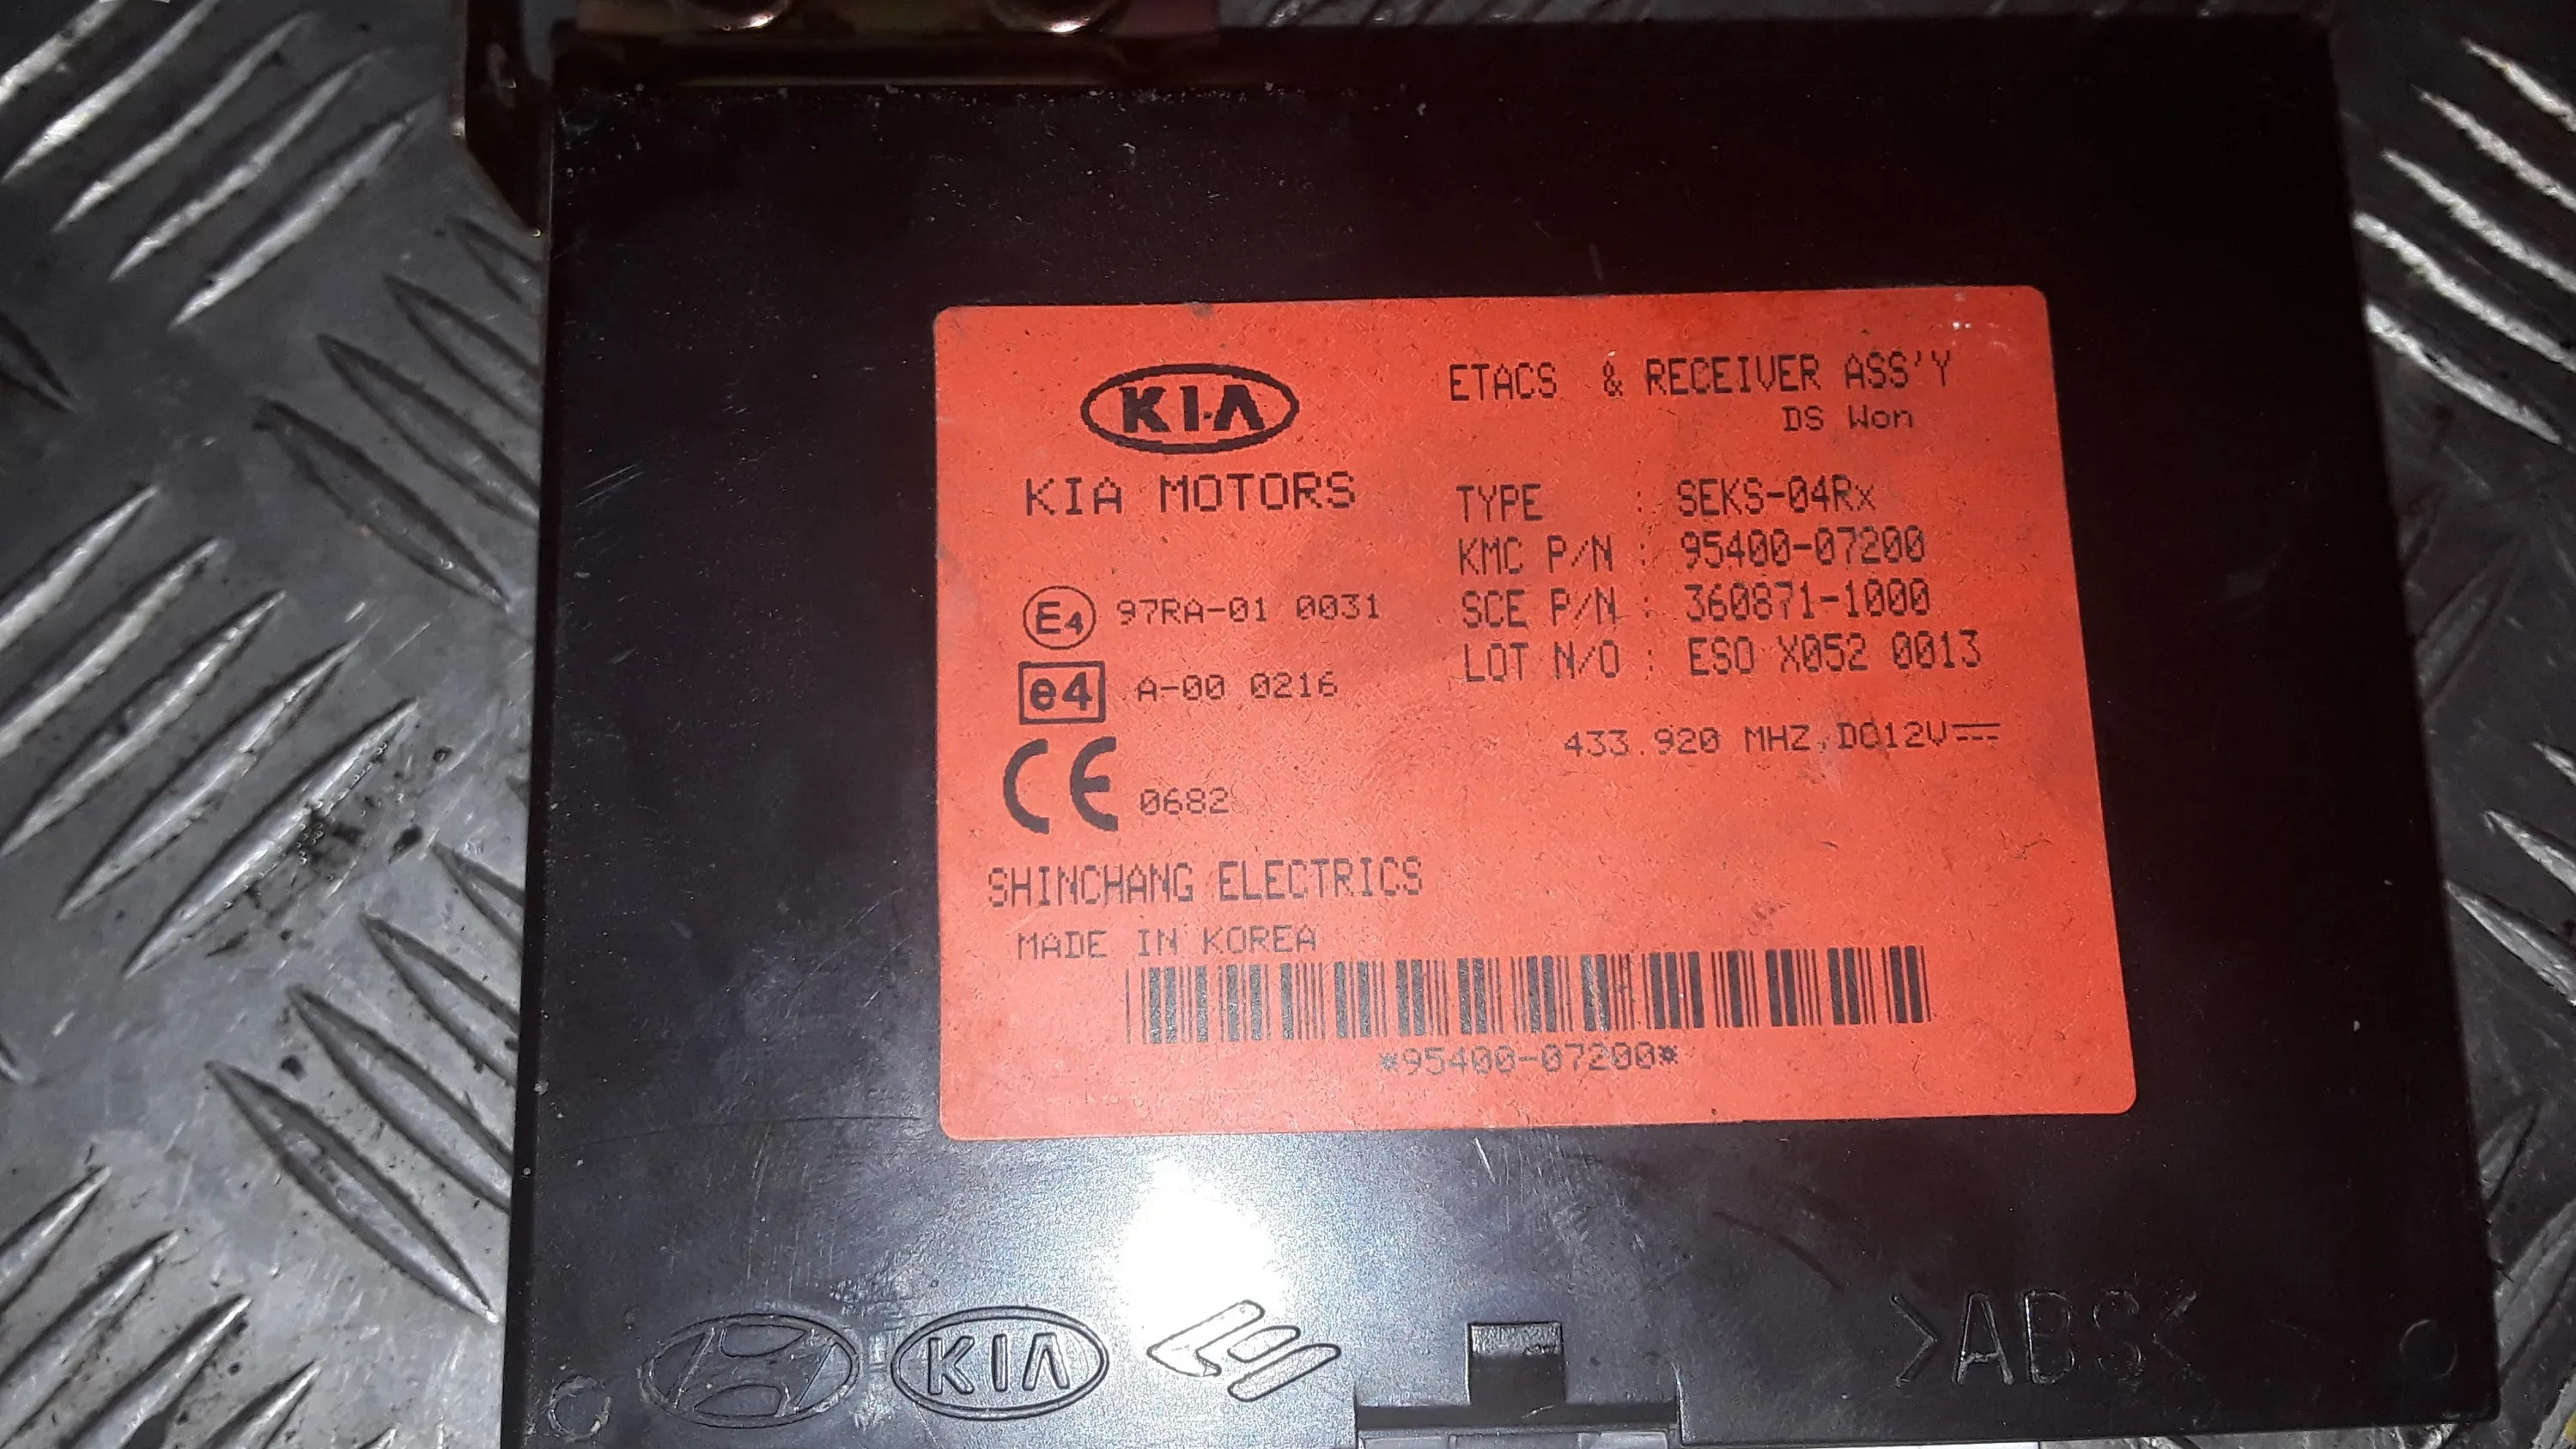 KIA
ETACS & RECEIVER ASS'Y
DS Won
KIA MOTORS
TYPE : SEKS-04Rx
KMC P/N : 95400-07200
E4 97RA-01 0031
SCE P/N : 360871-1000
LOT N/O : ESO X052 0013
e4 A-00 0216
433.920 MHZ, DC12V
CE 0682
SHINCHANG ELECTRICS
MADE IN KOREA
*95400-07200*
KIA
>ABS<